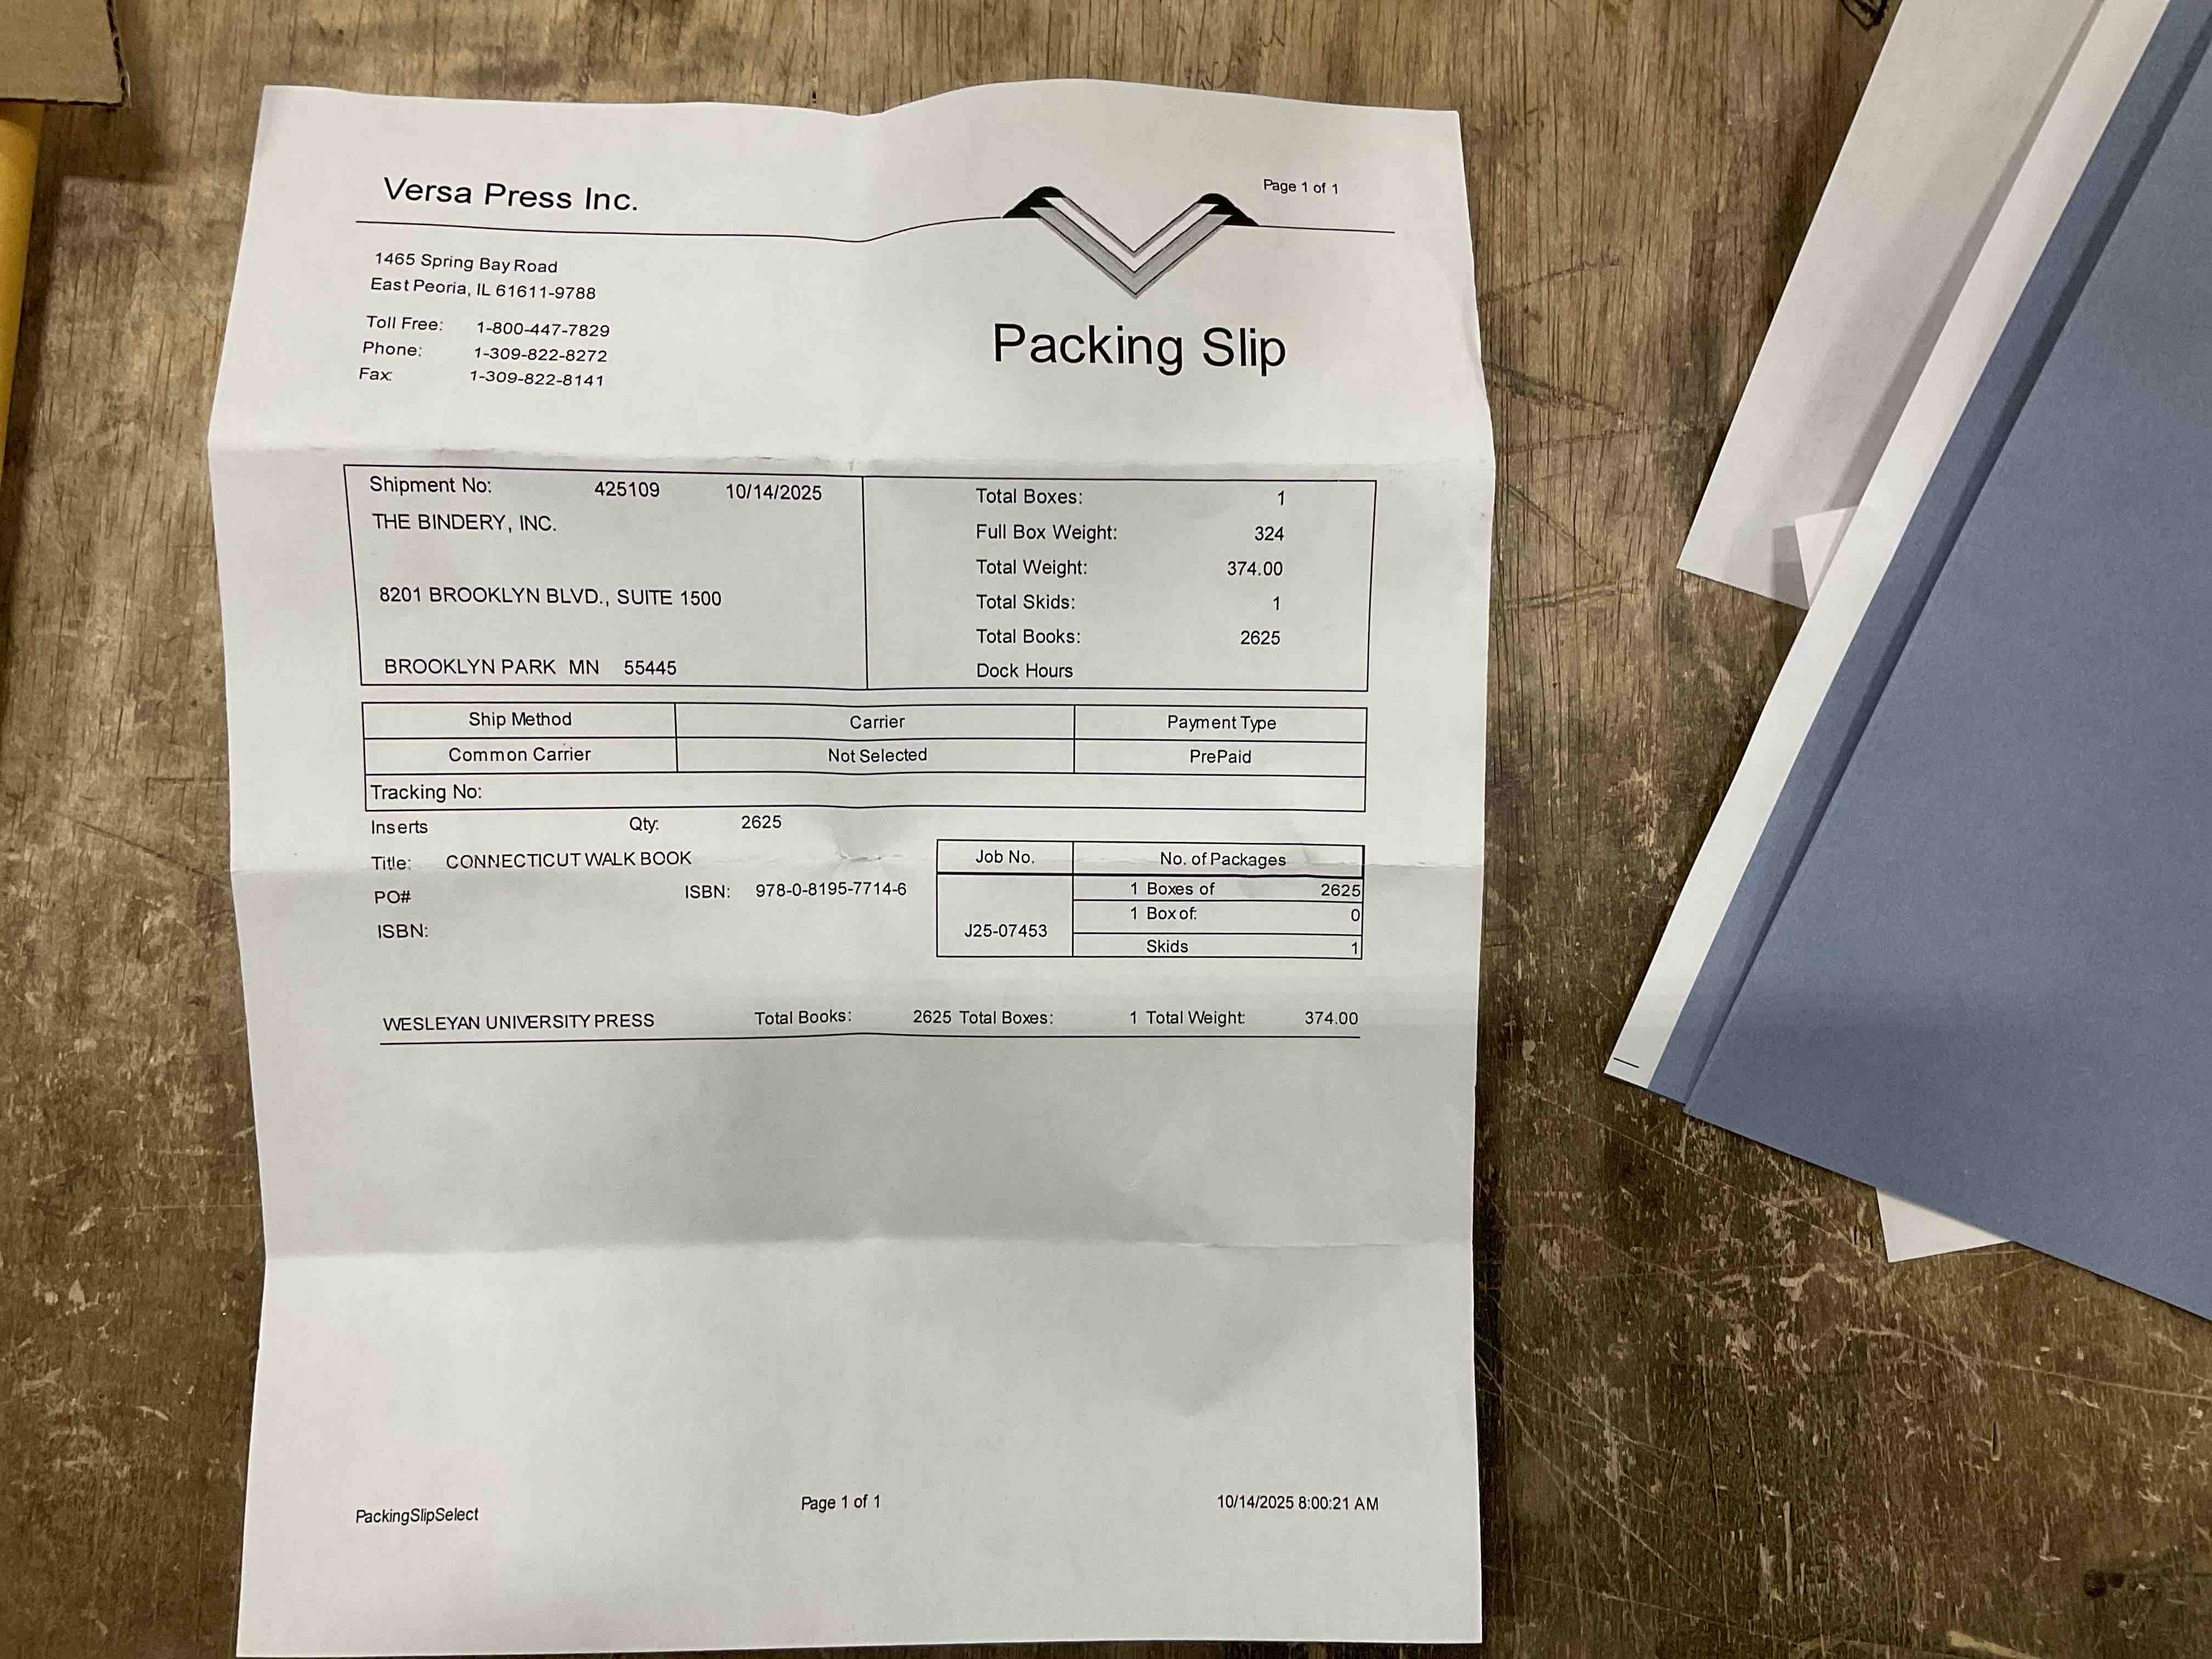 Versa Press Inc.
Page 1 of 1
1465 Spring Bay Road
East Peoria, IL 61611-9788
Toll Free: 1-800-447-7829
Phone: 1-309-822-8272
Fax: 1-309-822-8141
Packing Slip
Shipment No: 425109 10/14/2025
THE BINDERY, INC.
8201 BROOKLYN BLVD., SUITE 1500
BROOKLYN PARK MN 55445
Total Boxes: 1
Full Box Weight: 324
Total Weight: 374.00
Total Skids: 1
Total Books: 2625
Dock Hours
Ship Method Carrier Payment Type
Common Carrier Not Selected PrePaid
Tracking No:
Inserts Qty: 2625
Title: CONNECTICUT WALK BOOK
PO# ISBN: 978-0-8195-7714-6
ISBN:
Job No. No. of Packages
1 Boxes of 2625
1 Box of: 0
J25-07453
Skids 1
WESLEYAN UNIVERSITY PRESS Total Books: 2625 Total Boxes: 1 Total Weight: 374.00
PackingSlipSelect Page 1 of 1 10/14/2025 8:00:21 AM